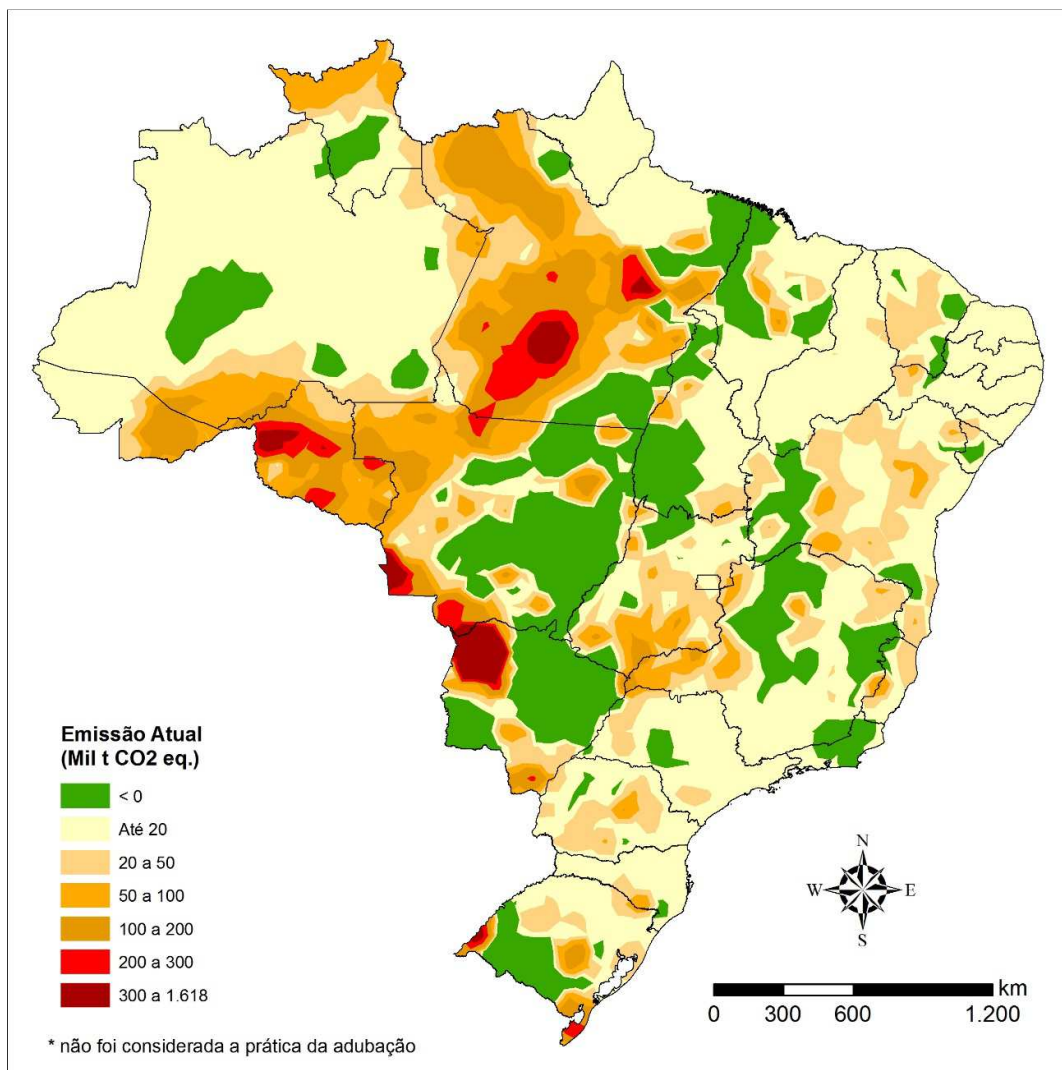 Emissão Atual
(Mil t CO2 eq.)
< 0
Até 20
20 a 50
50 a 100
100 a 200
200 a 300
300 a 1.618
* não foi considerada a prática da adubação
N
W E
S
km
0 300 600 1.200